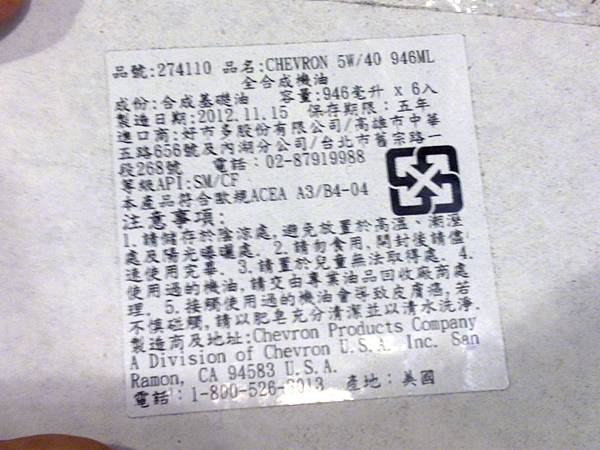 品號:274110 品名:CHEVRON 5W/40 946ML
全合成機油
成份:合成基礎油 容量:946毫升 x 6入
製造日期:2012.11.15 保存期限:五年
進口商:好市多股份有限公司/高雄市中華
五路656號及內湖分公司/台北市舊宗路一
段268號 電話:02-87919988
等級API:SM/CF
本產品符合歐規ACEA A3/B4-04
注意事項:
1.請儲存於陰涼處,避免放置於高溫、潮溼
處及陽光曝曬處. 2.請勿食用,開封後請儘
速使用完畢. 3.請置於兒童無法取得處. 4.
使用過的機油,請交由專業油品回收廠商處
理. 5.接觸使用過的機油會導致皮膚癌,若
不慎碰觸,請以肥皂充分清潔並以清水洗淨.
製造商及地址:Chevron Products Company
A Division of Chevron U.S.A. Inc. San
Ramon, CA 94583 U.S.A.
電話:1-800-526- 產地:美國